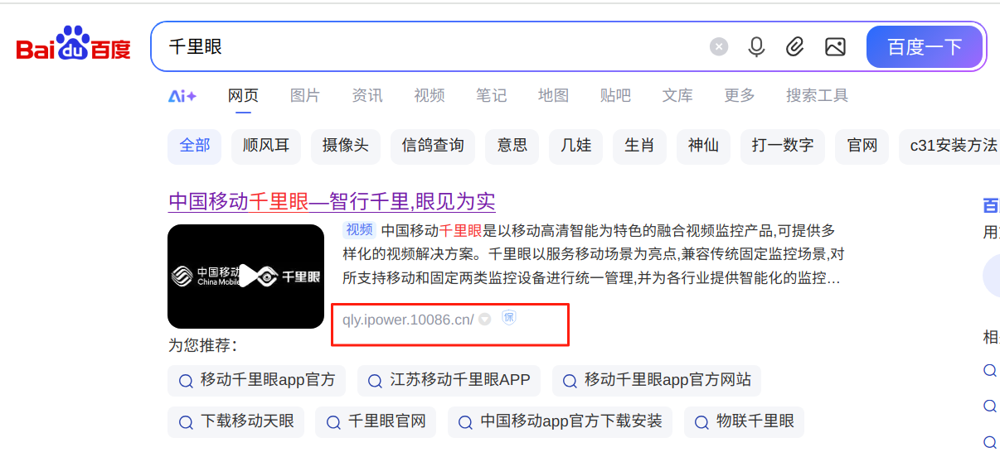 Bai du 百度
千里眼
百度一下
Ai+ 网页 图片 资讯 视频 笔记 地图 贴吧 文库 更多 搜索工具
全部 顺风耳 摄像头 信鸽查询 意思 几娃 生肖 神仙 打一数字 官网 c31安装方法
中国移动千里眼—智行千里,眼见为实
视频 中国移动千里眼是以移动高清智能为特色的融合视频监控产品,可提供多
样化的视频解决方案。千里眼以服务移动场景为亮点,兼容传统固定监控场景,对
所支持移动和固定两类监控设备进行统一管理,并为各行业提供智能化的监控...
中国移动
China Mobile
千里眼
qly.ipower.10086.cn/ 保
为您推荐:
移动千里眼app官方 江苏移动千里眼APP 移动千里眼app官方网站
下载移动天眼 千里眼官网 中国移动app官方下载安装 物联千里眼
百
用
相